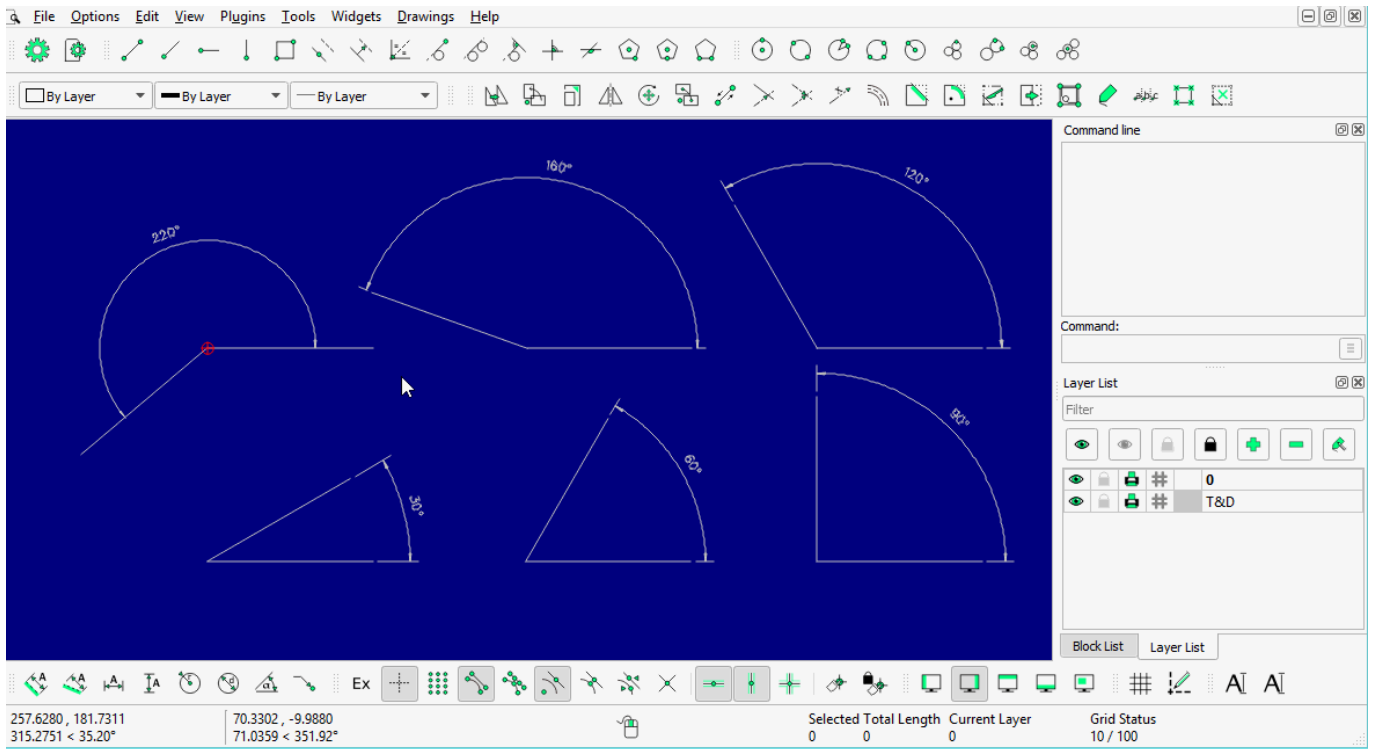 File Options Edit View Plugins Tools Widgets Drawings Help
By Layer By Layer By Layer
Command line
160°
120°
220°
Command:
Layer List
Filter
90°
60°
30°
0
T&D
Block List Layer List
Ex
257.6280 , 181.7311 70.3302 , -9.9880 Selected Total Length Current Layer Grid Status
315.2751 < 35.20° 71.0359 < 351.92° 0 0 0 10 / 100